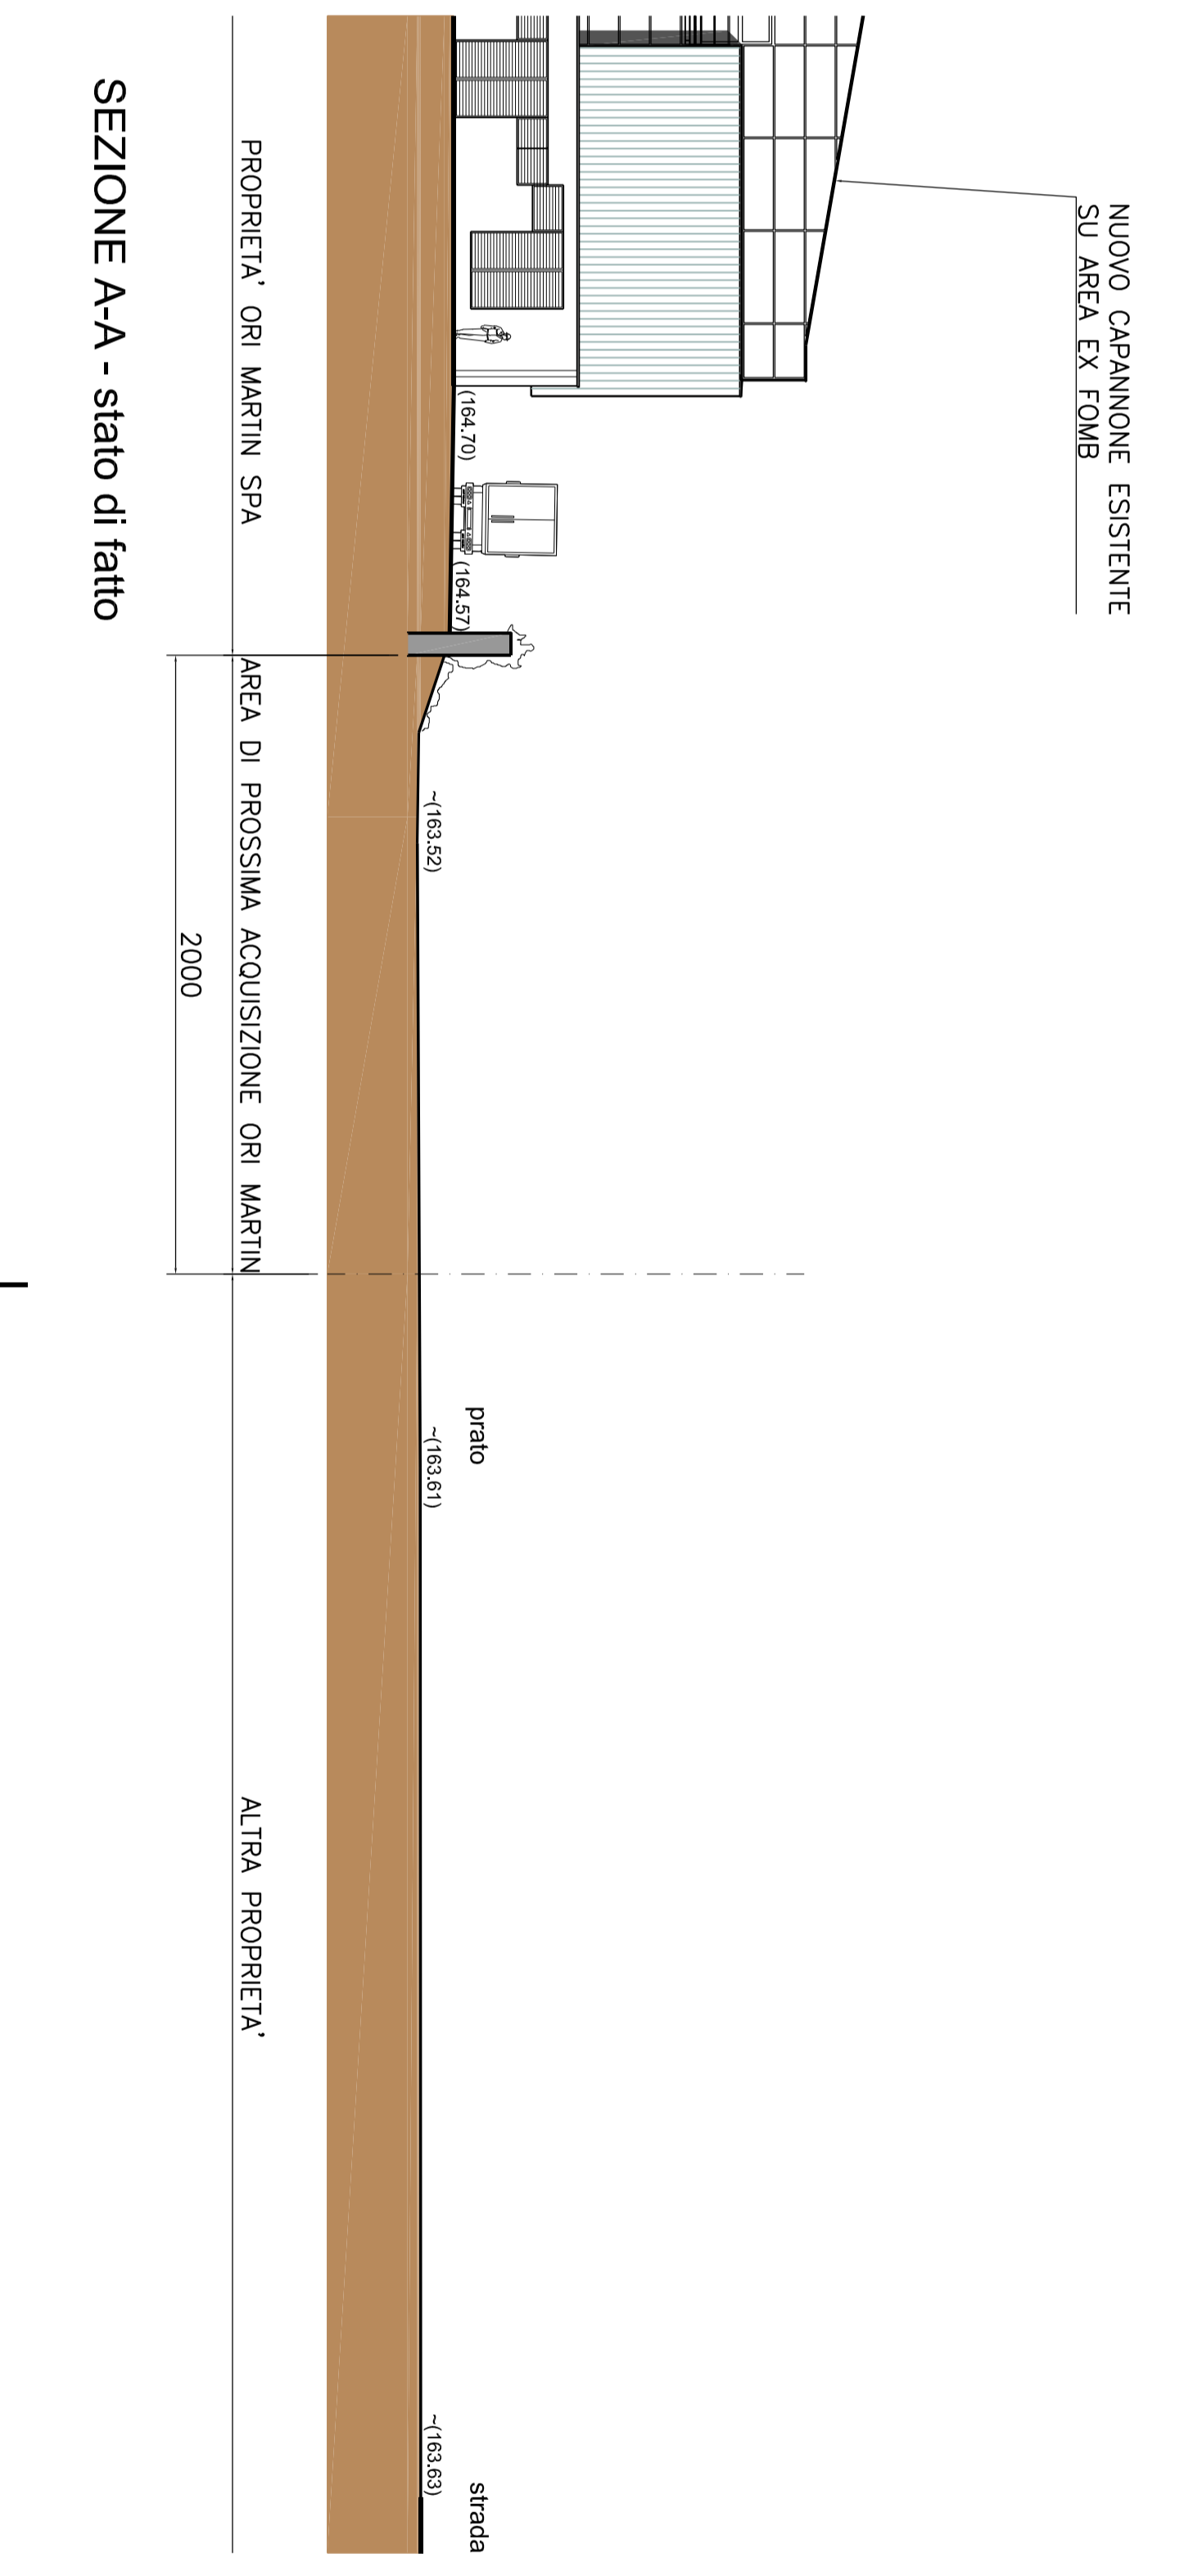 NUOVO CAPANNONE ESISTENTE
SU AREA EX FOMB
(164.70)
(164.57)
~(163.52)
prato
~(163.61)
strada
~(163.63)
PROPRIETA' ORI MARTIN SPA
AREA DI PROSSIMA ACQUISIZIONE ORI MARTIN
ALTRA PROPRIETA'
2000
SEZIONE A-A - stato di fatto